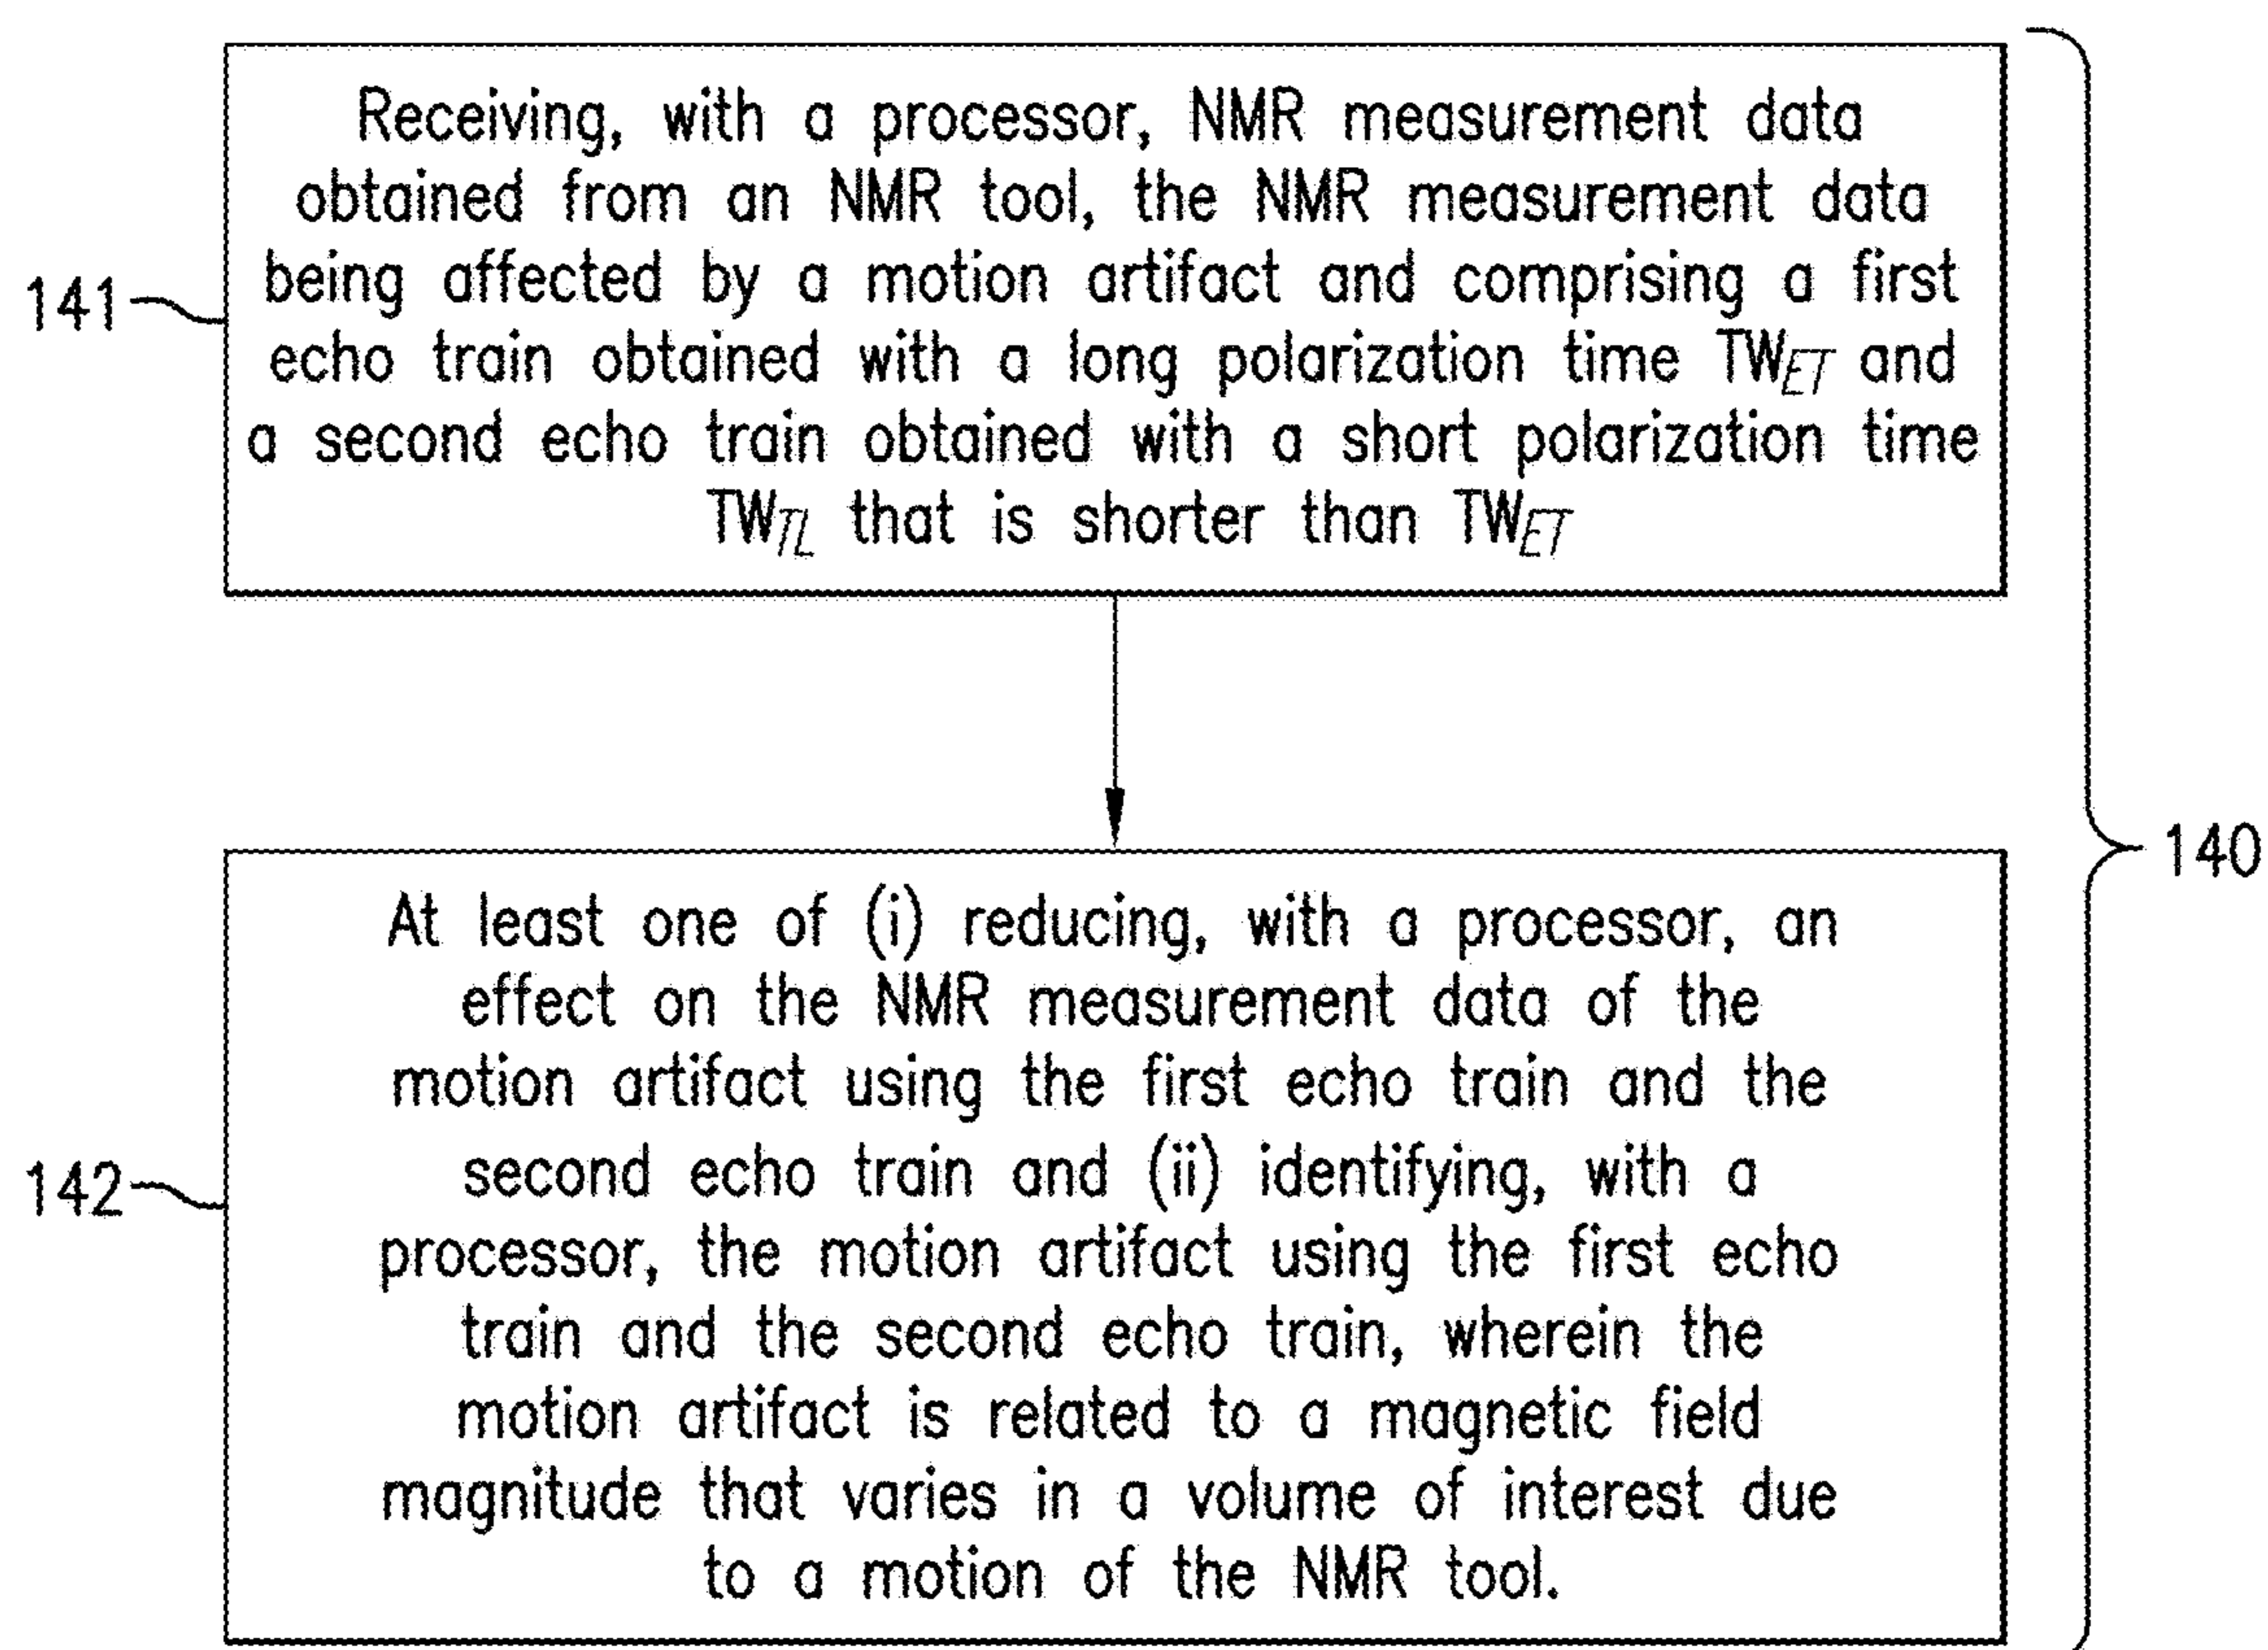 Receiving, with a processor, NMR measurement data
obtained from an NMR tool, the NMR measurement data
being affected by a motion artifact and comprising a first
echo train obtained with a long polarization time TW_ET and
a second echo train obtained with a short polarization time
TW_TL that is shorter than TW_ET
141
140
At least one of (i) reducing, with a processor, an
effect on the NMR measurement data of the
motion artifact using the first echo train and the
second echo train and (ii) identifying, with a
processor, the motion artifact using the first echo
train and the second echo train, wherein the
motion artifact is related to a magnetic field
magnitude that varies in a volume of interest due
to a motion of the NMR tool.
142